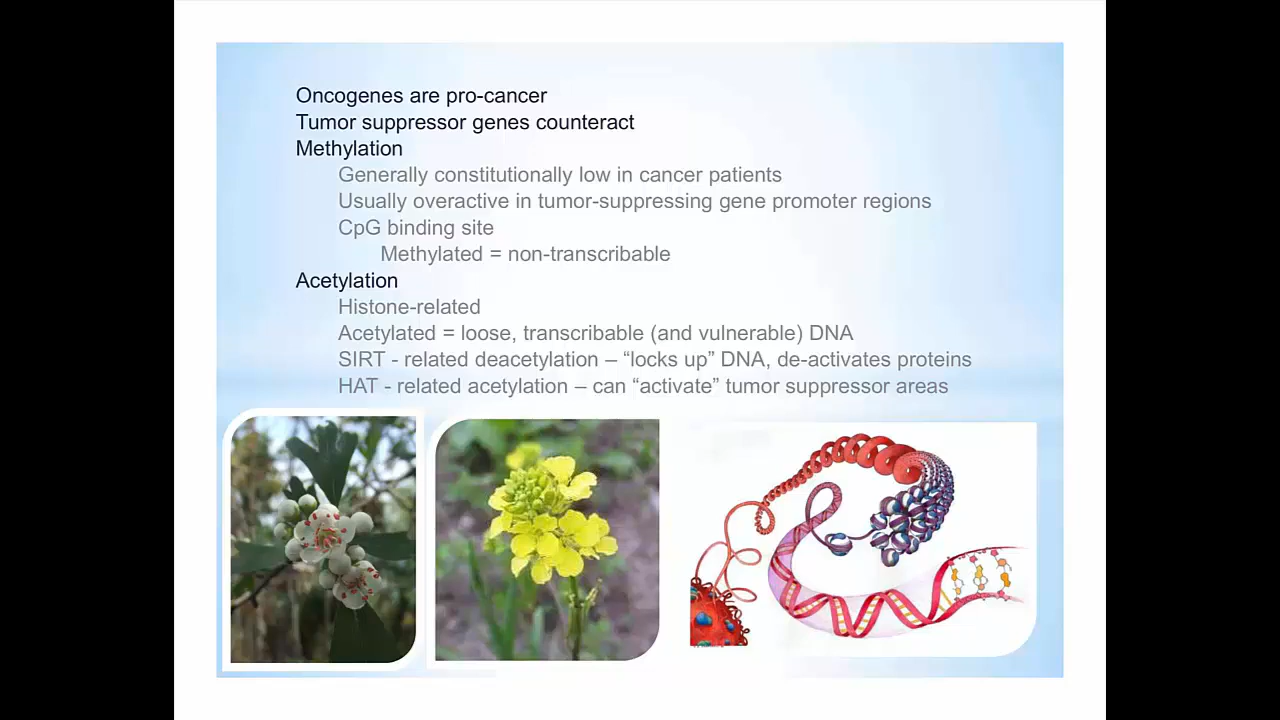 Oncogenes are pro-cancer
Tumor suppressor genes counteract
Methylation
Generally constitutionally low in cancer patients
Usually overactive in tumor-suppressing gene promoter regions
CpG binding site
Methylated = non-transcribable
Acetylation
Histone-related
Acetylated = loose, transcribable (and vulnerable) DNA
SIRT - related deacetylation – “locks up” DNA, de-activates proteins
HAT - related acetylation – can “activate” tumor suppressor areas